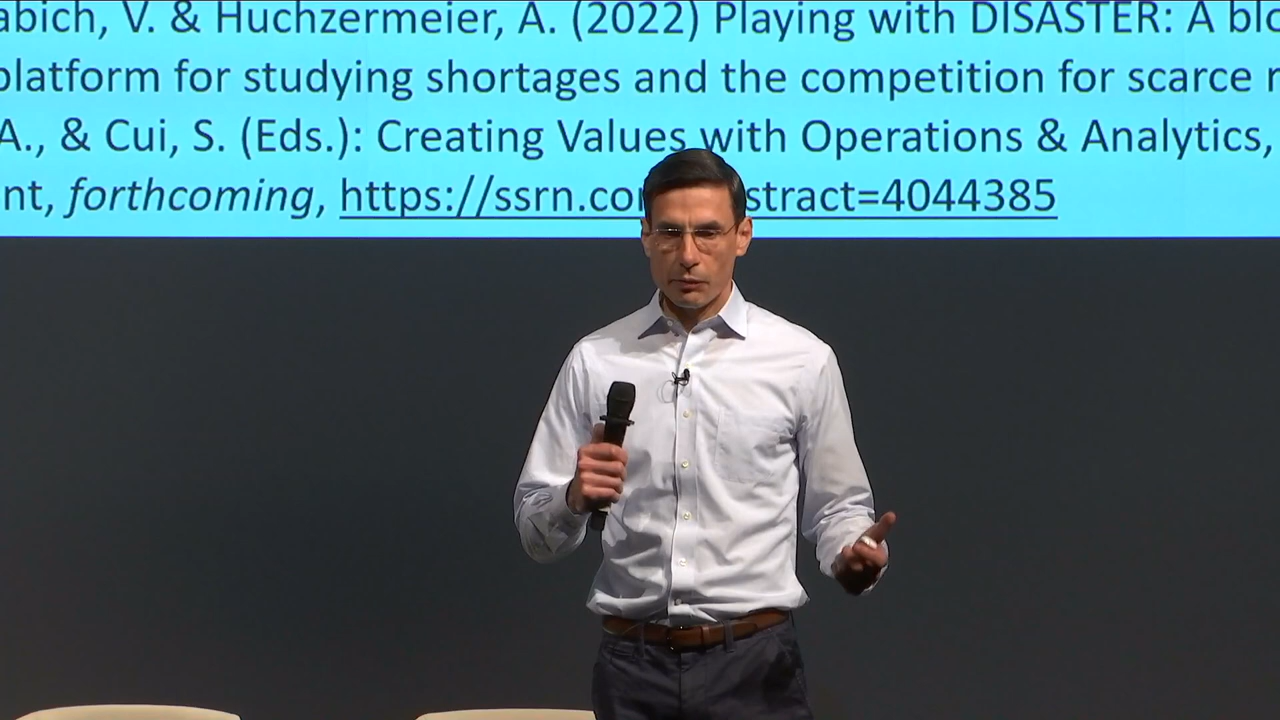 abich, V. & Huchzermeier, A. (2022) Playing with DISASTER: A blo
platform for studying shortages and the competition for scarce r
A., & Cui, S. (Eds.): Creating Values with Operations & Analytics,
nt, forthcoming, https://ssrn.co stract=4044385